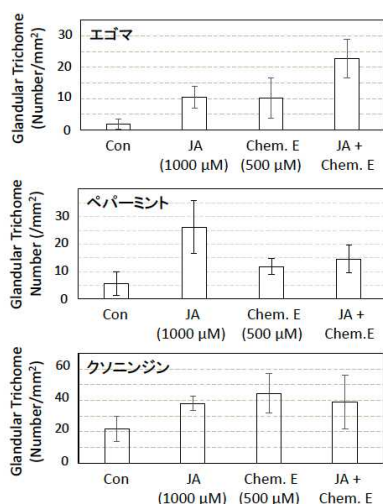 エゴマ
Glandular Trichome
(Number/mm²)
30
20
10
0
Con
JA
(1000 μM)
Chem. E
(500 μM)
JA +
Chem. E
ペパーミント
Glandular Trichome
Number (/mm²)
30
20
10
0
Con
JA
(1000 μM)
Chem. E
(500 μM)
JA +
Chem.E
クソニンジン
Glandular Trichome
(Number/mm²)
60
40
20
0
Con
JA
(1000 μM)
Chem. E
(500 μM)
JA +
Chem. E